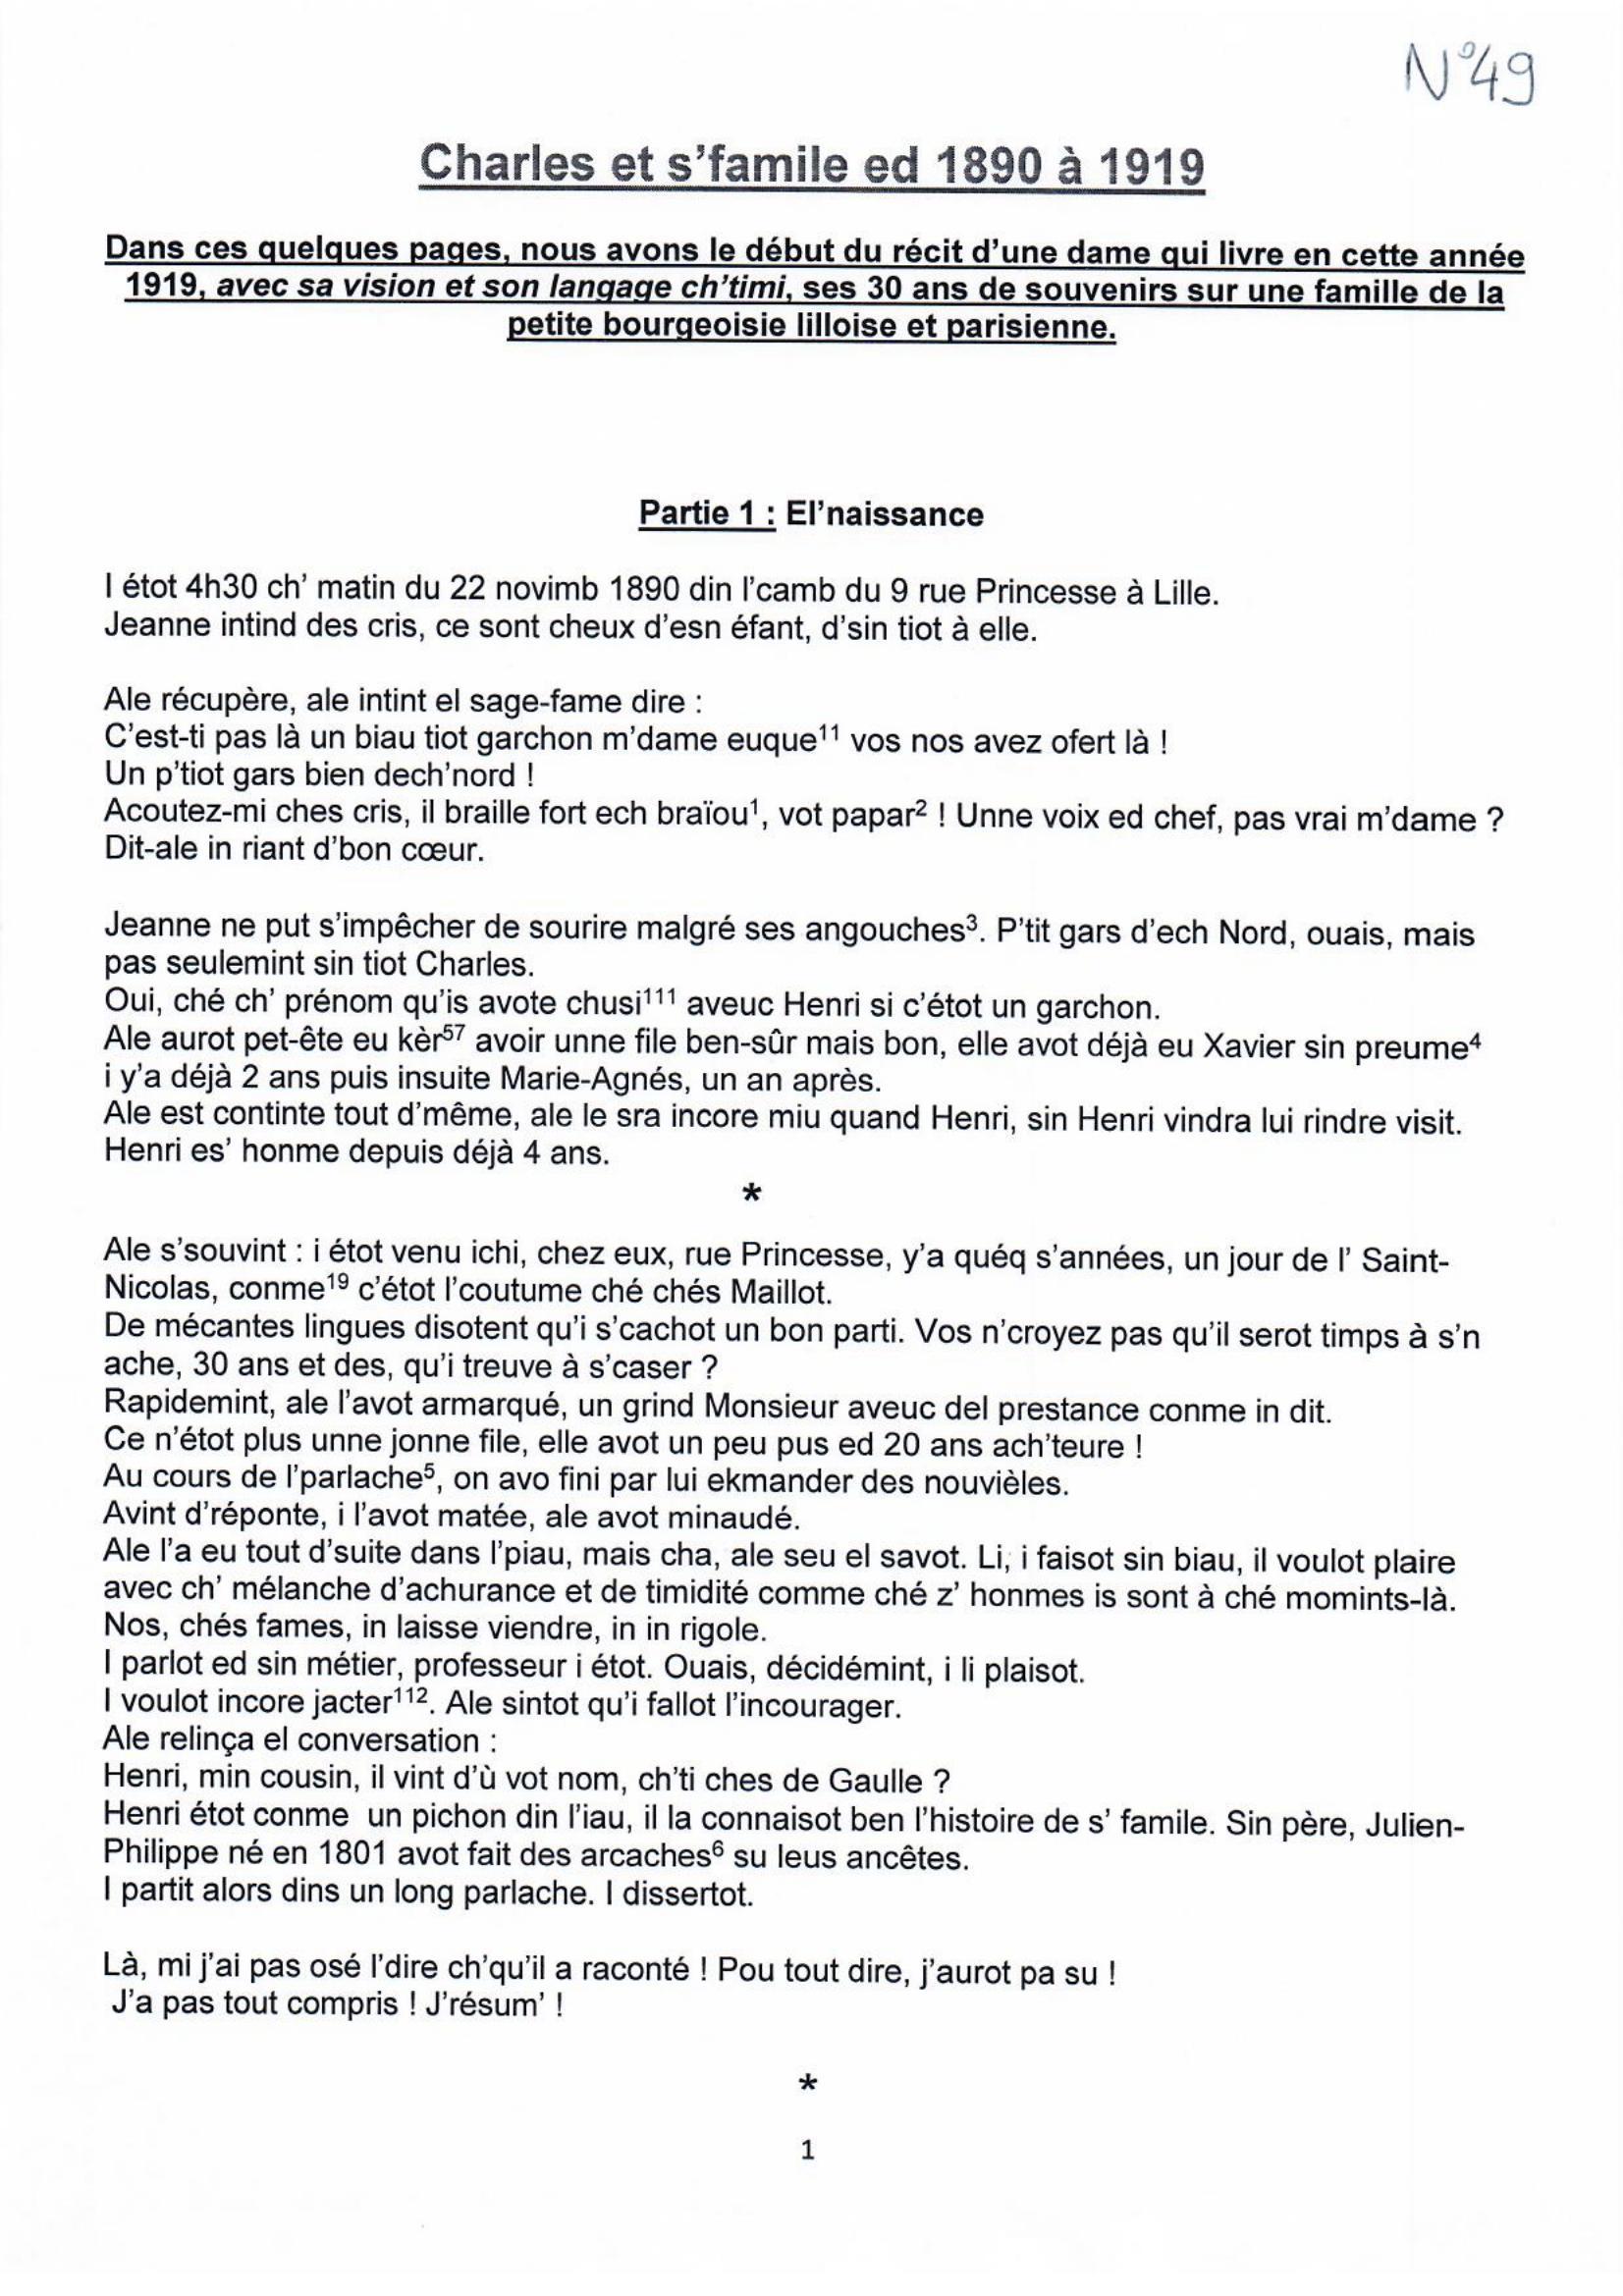 N°49
Charles et s'famile ed 1890 à 1919
Dans ces quelques pages, nous avons le début du récit d'une dame qui livre en cette année
1919, avec sa vision et son langage ch'timi, ses 30 ans de souvenirs sur une famille de la
petite bourgeoisie lilloise et parisienne.
Partie 1 : El'naissance
I étot 4h30 ch' matin du 22 novimb 1890 din l'camb du 9 rue Princesse à Lille.
Jeanne intind des cris, ce sont cheux d'esn éfant, d'sin tiot à elle.
Ale récupère, ale intint el sage-fame dire :
C'est-ti pas là un biau tiot garchon m'dame euque¹¹ vos nos avez ofert là !
Un p'tiot gars bien dech'nord !
Acoutez-mi ches cris, il braille fort ech braïou¹, vot papar² ! Unne voix ed chef, pas vrai m'dame ?
Dit-ale in riant d'bon cœur.
Jeanne ne put s'impêcher de sourire malgré ses angouches³. P'tit gars d'ech Nord, ouais, mais
pas seulemint sin tiot Charles.
Oui, ché ch' prénom qu'is avote chusi¹¹¹ aveuc Henri si c'étot un garchon.
Ale aurot pet-ête eu kèr⁵⁷ avoir unne file ben-sûr mais bon, elle avot déjà eu Xavier sin preume⁴
i y'a déjà 2 ans puis insuite Marie-Agnés, un an après.
Ale est continte tout d'même, ale le sra incore miu quand Henri, sin Henri vindra lui rindre visit.
Henri es' honme depuis déjà 4 ans.
*
Ale s'souvint : i étot venu ichi, chez eux, rue Princesse, y'a quéq s'années, un jour de l' Saint-
Nicolas, conme¹⁹ c'étot l'coutume ché chés Maillot.
De mécantes lingues disotent qu'i s'cachot un bon parti. Vos n'croyez pas qu'il serot timps à s'n
ache, 30 ans et des, qu'i treuve à s'caser ?
Rapidemint, ale l'avot armarqué, un grind Monsieur aveuc del prestance conme in dit.
Ce n'étot plus unne jonne file, elle avot un peu pus ed 20 ans ach'teure !
Au cours de l'parlache⁵, on avo fini par lui ekmander des nouvièles.
Avint d'réponte, i l'avot matée, ale avot minaudé.
Ale l'a eu tout d'suite dans l'piau, mais cha, ale seu el savot. Li, i faisot sin biau, il voulot plaire
avec ch' mélanche d'achurance et de timidité comme ché z' honmes is sont à ché momints-là.
Nos, chés fames, in laisse viendre, in in rigole.
I parlot ed sin métier, professeur i étot. Ouais, décidémint, i li plaisot.
I voulot incore jacter¹¹². Ale sintot qu'i fallot l'incourager.
Ale relinça el conversation :
Henri, min cousin, il vint d'ù vot nom, ch'ti ches de Gaulle ?
Henri étot conme  un pichon din l'iau, il la connaisot ben l'histoire de s' famile. Sin père, Julien-
Philippe né en 1801 avot fait des arcaches⁶ su leus ancêtes.
I partit alors dins un long parlache. I dissertot.
Là, mi j'ai pas osé l'dire ch'qu'il a raconté ! Pou tout dire, j'aurot pa su !
J'a pas tout compris ! J'résum' !
*
1